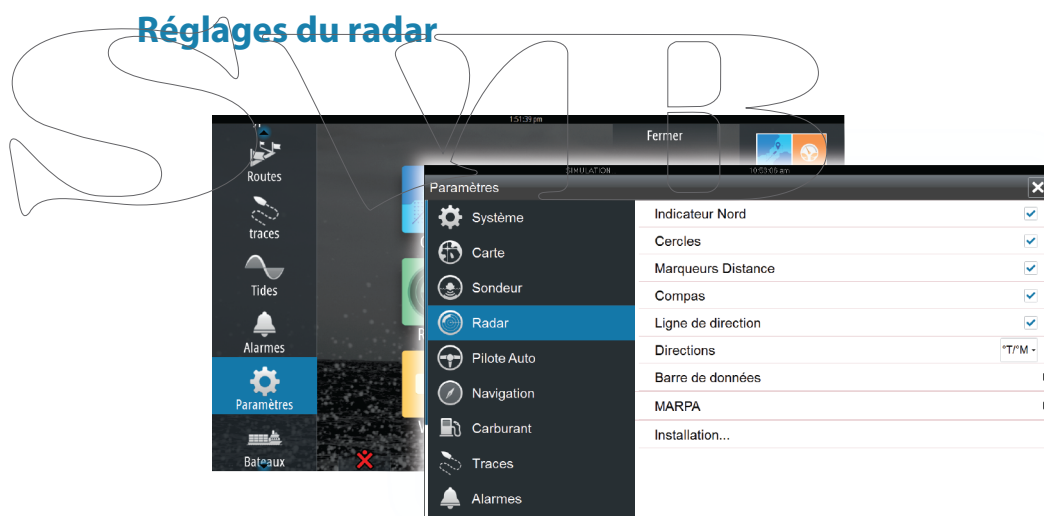 Réglages du radar
SVB
1:51:39 pm
Fermer
Routes
traces
Tides
Alarmes
Paramètres
Bateaux
SIMULATION 10:53:06 am
Paramètres
Système
Carte
Sondeur
Radar
Pilote Auto
Navigation
Carburant
Traces
Alarmes
Indicateur Nord
Cercles
Marqueurs Distance
Compas
Ligne de direction
Directions °T/°M
Barre de données
MARPA
Installation...